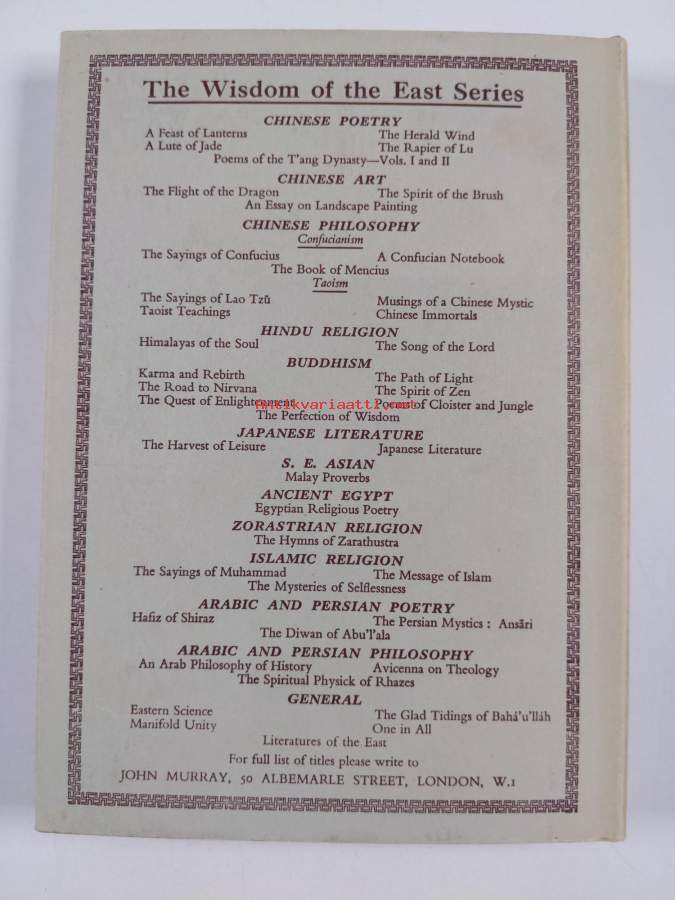 The Wisdom of the East Series
CHINESE POETRY
A Feast of Lanterns The Herald Wind
A Lute of Jade The Rapier of Lu
Poems of the T'ang Dynasty—Vols. I and II
CHINESE ART
The Flight of the Dragon The Spirit of the Brush
An Essay on Landscape Painting
CHINESE PHILOSOPHY
Confucianism
The Sayings of Confucius A Confucian Notebook
The Book of Mencius
Taoism
The Sayings of Lao Tzŭ Musings of a Chinese Mystic
Taoist Teachings Chinese Immortals
HINDU RELIGION
Himalayas of the Soul The Song of the Lord
BUDDHISM
Karma and Rebirth The Path of Light
The Road to Nirvana The Spirit of Zen
The Quest of Enlightenment Poems of Cloister and Jungle
Antikvariaatti.net
The Perfection of Wisdom
JAPANESE LITERATURE
The Harvest of Leisure Japanese Literature
S. E. ASIAN
Malay Proverbs
ANCIENT EGYPT
Egyptian Religious Poetry
ZORASTRIAN RELIGION
The Hymns of Zarathustra
ISLAMIC RELIGION
The Sayings of Muhammad The Message of Islam
The Mysteries of Selflessness
ARABIC AND PERSIAN POETRY
Hafiz of Shiraz The Persian Mystics : Ansāri
The Diwan of Abu'l'ala
ARABIC AND PERSIAN PHILOSOPHY
An Arab Philosophy of History Avicenna on Theology
The Spiritual Physick of Rhazes
GENERAL
Eastern Science The Glad Tidings of Bahá'u'lláh
Manifold Unity One in All
Literatures of the East
For full list of titles please write to
JOHN MURRAY, 50 ALBEMARLE STREET, LONDON, W.1